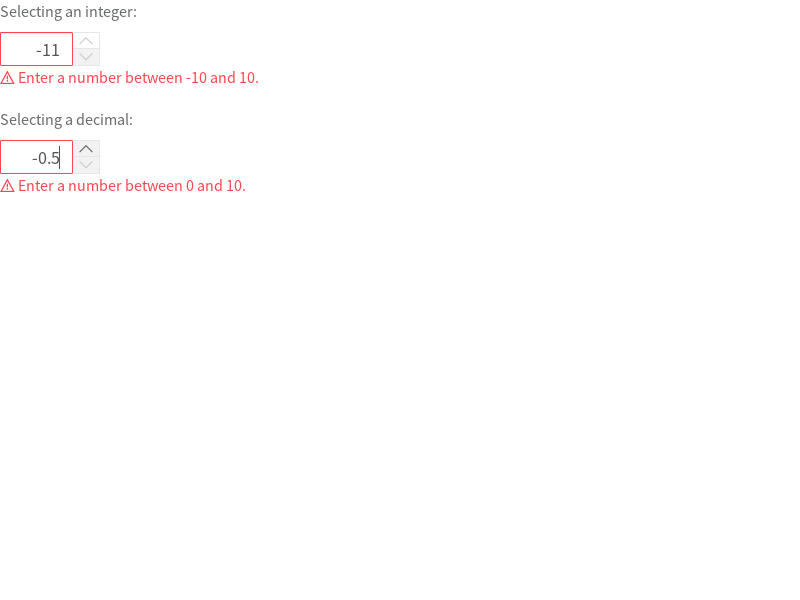 Selecting an integer:
-11
Enter a number between -10 and 10.
Selecting a decimal:
-0.5
Enter a number between 0 and 10.